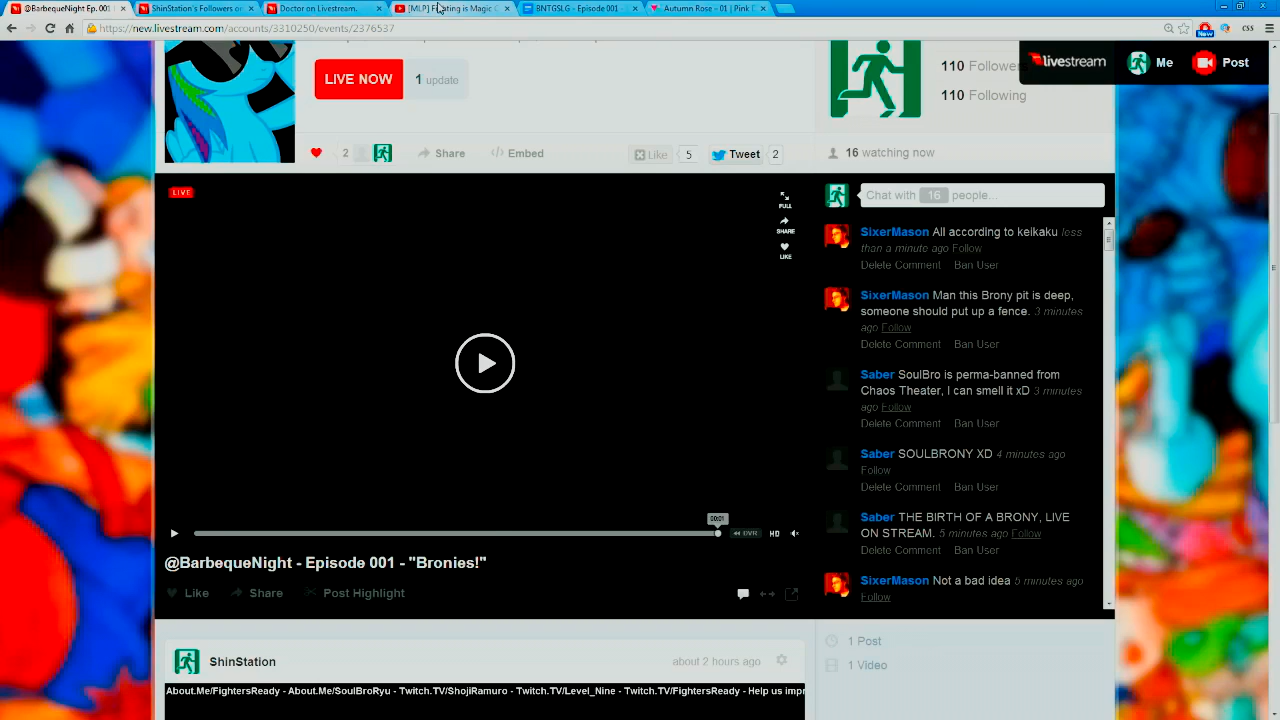 @BarbequeNight Ep. 001
ShinStation's Followers on
Doctor on Livestream.
[MLP] Fighting is Magic
BNTGSLG - Episode 001 -
Autumn Rose - 01 | Pink D
https://new.livestream.com/accounts/3310250/events/2376537
New
css
LIVE NOW
1 update
110 Followers
110 Following
livestream
Me
Post
2
Share
Embed
Like
5
Tweet
2
16 watching now
LIVE
FULL
SHARE
LIKE
Chat with 16 people...
SixerMason All according to keikaku less
than a minute ago Follow
Delete Comment Ban User
SixerMason Man this Brony pit is deep,
someone should put up a fence. 3 minutes
ago Follow
Delete Comment Ban User
Saber SoulBro is perma-banned from
Chaos Theater, I can smell it xD 3 minutes
ago Follow
Delete Comment Ban User
Saber SOULBRONY XD 4 minutes ago
Follow
Delete Comment Ban User
Saber THE BIRTH OF A BRONY, LIVE
ON STREAM. 5 minutes ago Follow
Delete Comment Ban User
SixerMason Not a bad idea 5 minutes ago
Follow
00:01
DVR
HD
@BarbequeNight - Episode 001 - "Bronies!"
Like
Share
Post Highlight
ShinStation
about 2 hours ago
1 Post
1 Video
About.Me/FightersReady - About.Me/SoulBroRyu - Twitch.TV/ShojiRamuro - Twitch.TV/Level_Nine - Twitch.TV/FightersReady - Help us impr